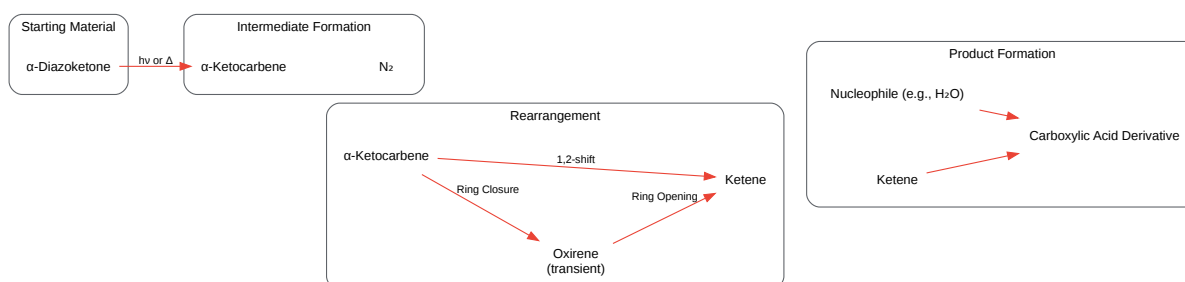 Starting Material
α-Diazoketone
hν or Δ
Intermediate Formation
α-Ketocarbene
N₂
Rearrangement
α-Ketocarbene
1,2-shift
Ketene
Ring Closure
Ring Opening
Oxirene
(transient)
Product Formation
Nucleophile (e.g., H₂O)
Carboxylic Acid Derivative
Ketene